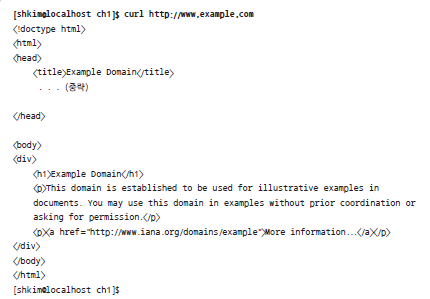 [shkim@localhost ch1]$ curl http://www.example.com
<!doctype html>
<html>
<head>
    <title>Example Domain</title>
    . . . (중략)
</head>
<body>
<div>
    <h1>Example Domain</h1>
    <p>This domain is established to be used for illustrative examples in
    documents. You may use this domain in examples without prior coordination or
    asking for permission.</p>
    <p><a href="http://www.iana.org/domains/example">More information...</a></p>
</div>
</body>
</html>
[shkim@localhost ch1]$